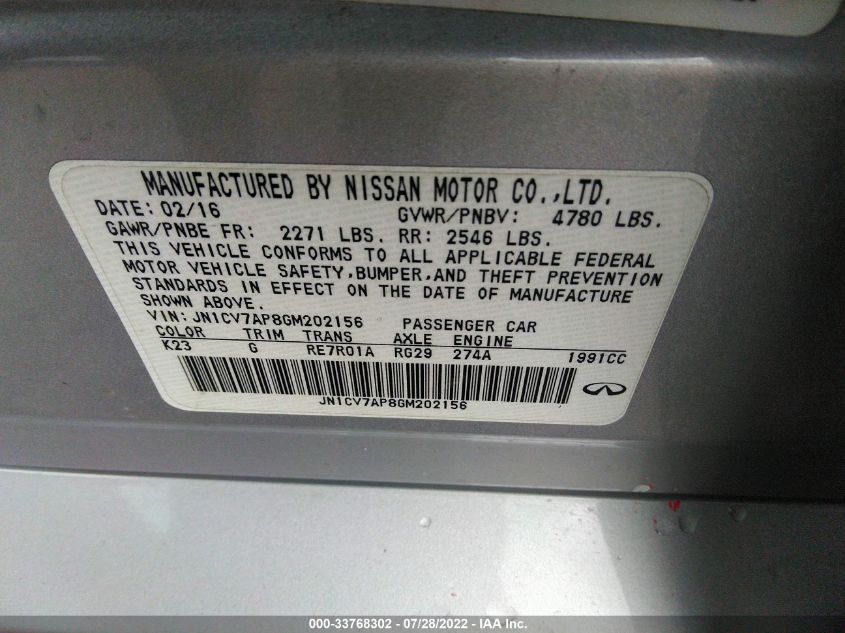 MANUFACTURED BY NISSAN MOTOR CO.,LTD.
DATE: 02/16 GVWR/PNBV: 4780 LBS.
GAWR/PNBE FR: 2271 LBS. RR: 2546 LBS.
THIS VEHICLE CONFORMS TO ALL APPLICABLE FEDERAL
MOTOR VEHICLE SAFETY,BUMPER,AND THEFT PREVENTION
STANDARDS IN EFFECT ON THE DATE OF MANUFACTURE
SHOWN ABOVE.
VIN: JN1CV7AP8GM202156 PASSENGER CAR
COLOR TRIM TRANS AXLE ENGINE
K23 G RE7R01A RG29 274A 1991CC
JN1CV7AP8GM202156
000-33768302 - 07/28/2022 - IAA Inc.